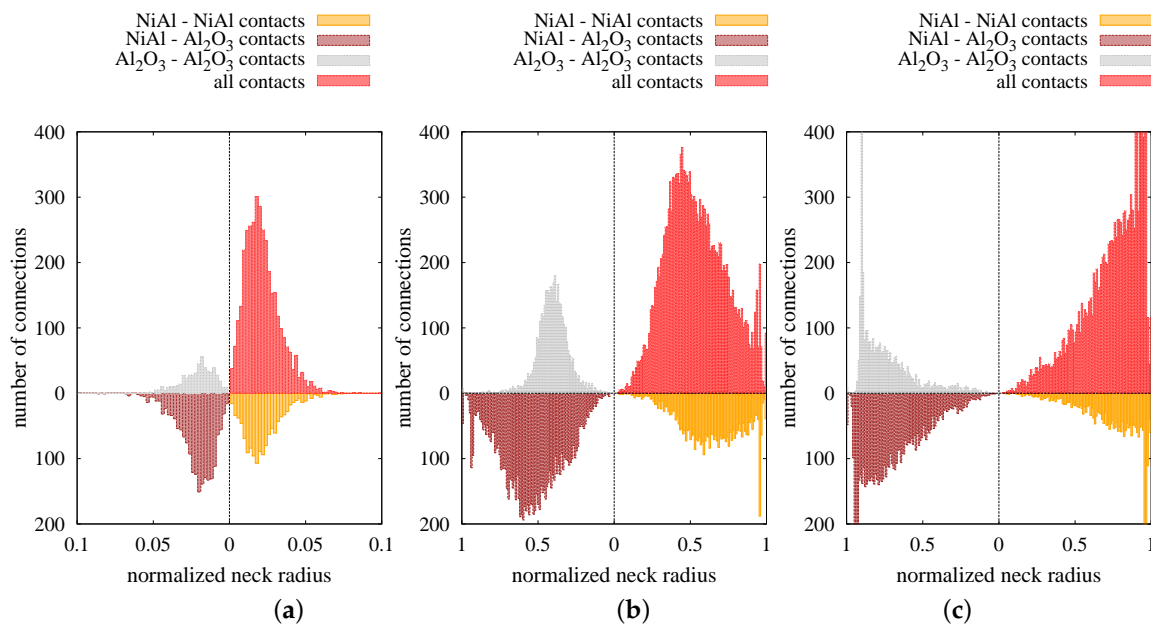 NiAl - NiAl contacts
NiAl - Al₂O₃ contacts
Al₂O₃ - Al₂O₃ contacts
all contacts
number of connections
400
300
200
100
0
100
200
0.1
0.05
0
0.05
0.1
normalized neck radius
(a)
NiAl - NiAl contacts
NiAl - Al₂O₃ contacts
Al₂O₃ - Al₂O₃ contacts
all contacts
number of connections
400
300
200
100
0
100
200
1
0.5
0
0.5
1
normalized neck radius
(b)
NiAl - NiAl contacts
NiAl - Al₂O₃ contacts
Al₂O₃ - Al₂O₃ contacts
all contacts
number of connections
400
300
200
100
0
100
200
1
0.5
0
0.5
1
normalized neck radius
(c)